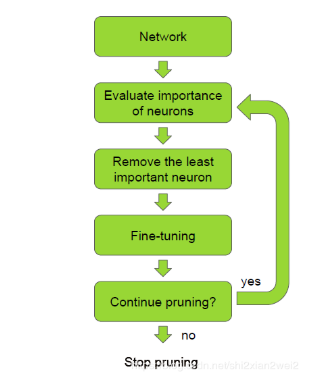 Network
Evaluate importance
of neurons
Remove the least
important neuron
Fine-tuning
Continue pruning?
yes
no
Stop pruning